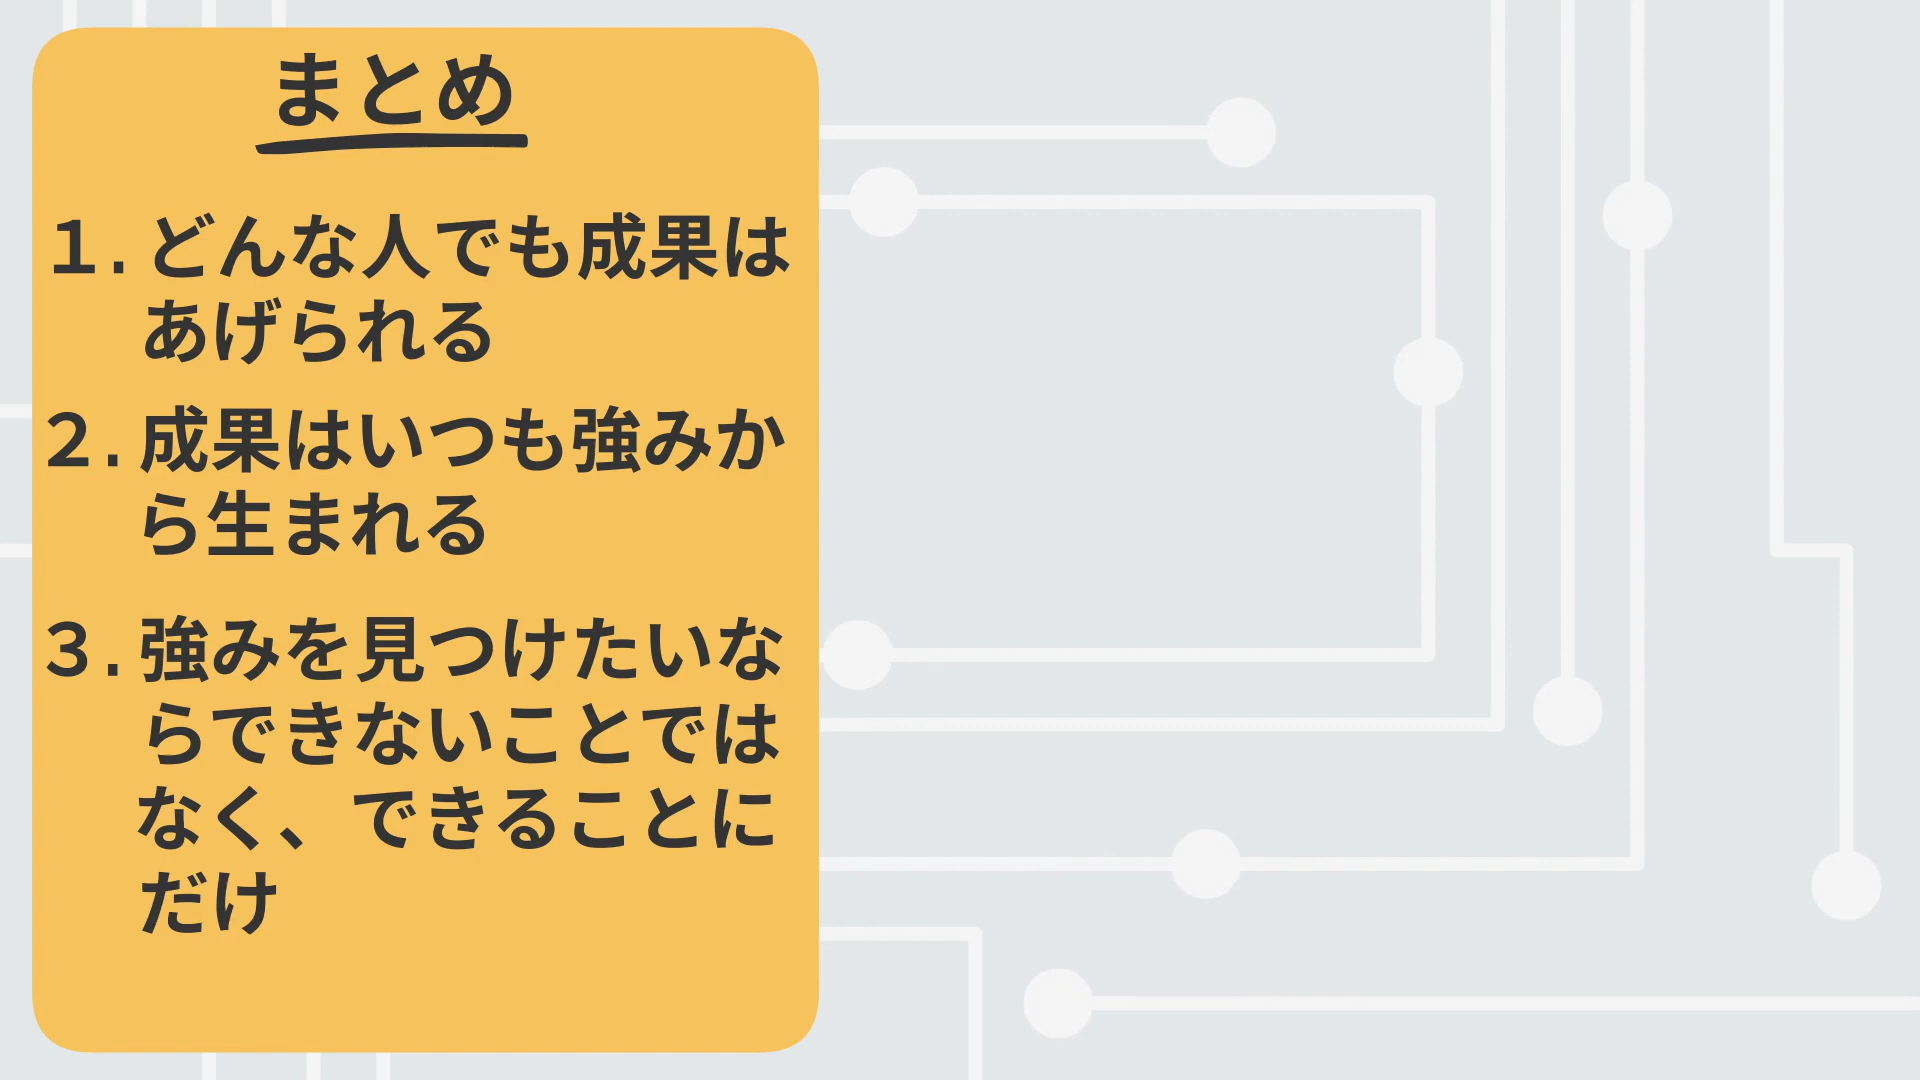 まとめ
１.どんな人でも成果は
あげられる
２.成果はいつも強みか
ら生まれる
３.強みを見つけたいな
らできないことでは
なく、できることに
だけ